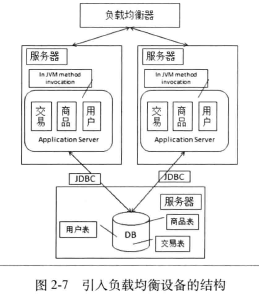 负载均衡器
服务器
服务器
In JVM method
invocation
In JVM method
invocation
交易
商品
用户
交易
商品
用户
Application Server
Application Server
JDBC
JDBC
服务器
用户表
DB
商品表
交易表
图 2-7 引入负载均衡设备的结构